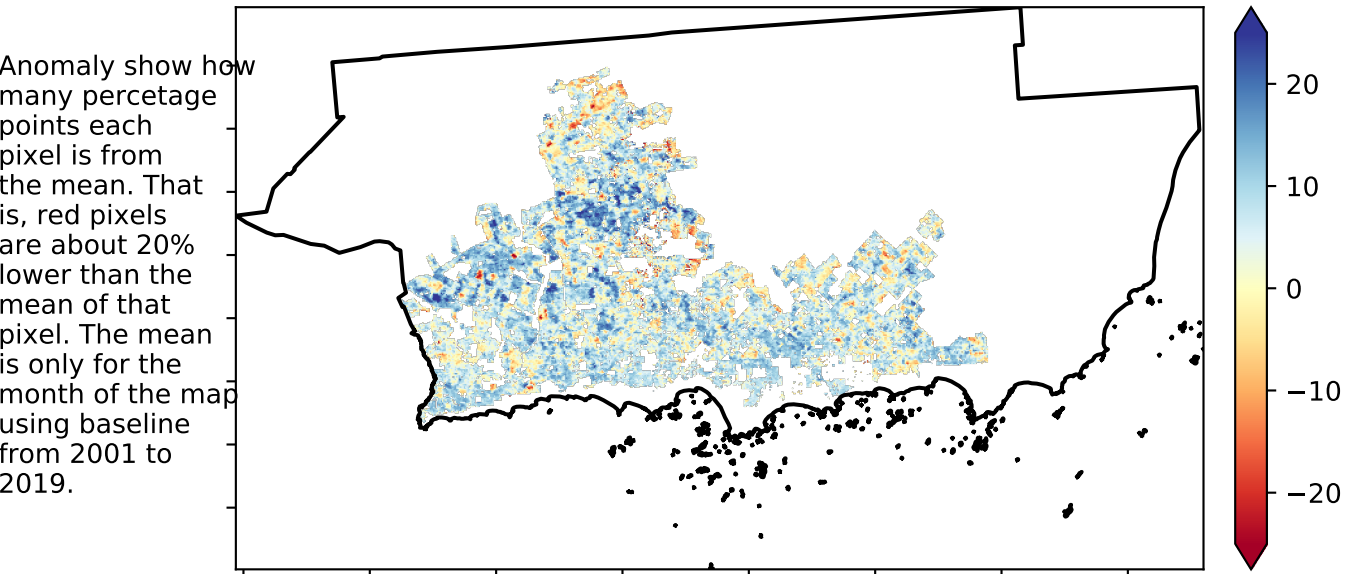 Anomaly show how
many percetage
points each
pixel is from
the mean. That
is, red pixels
are about 20%
lower than the
mean of that
pixel. The mean
is only for the
month of the map
using baseline
from 2001 to
2019.
20
10
0
−10
−20